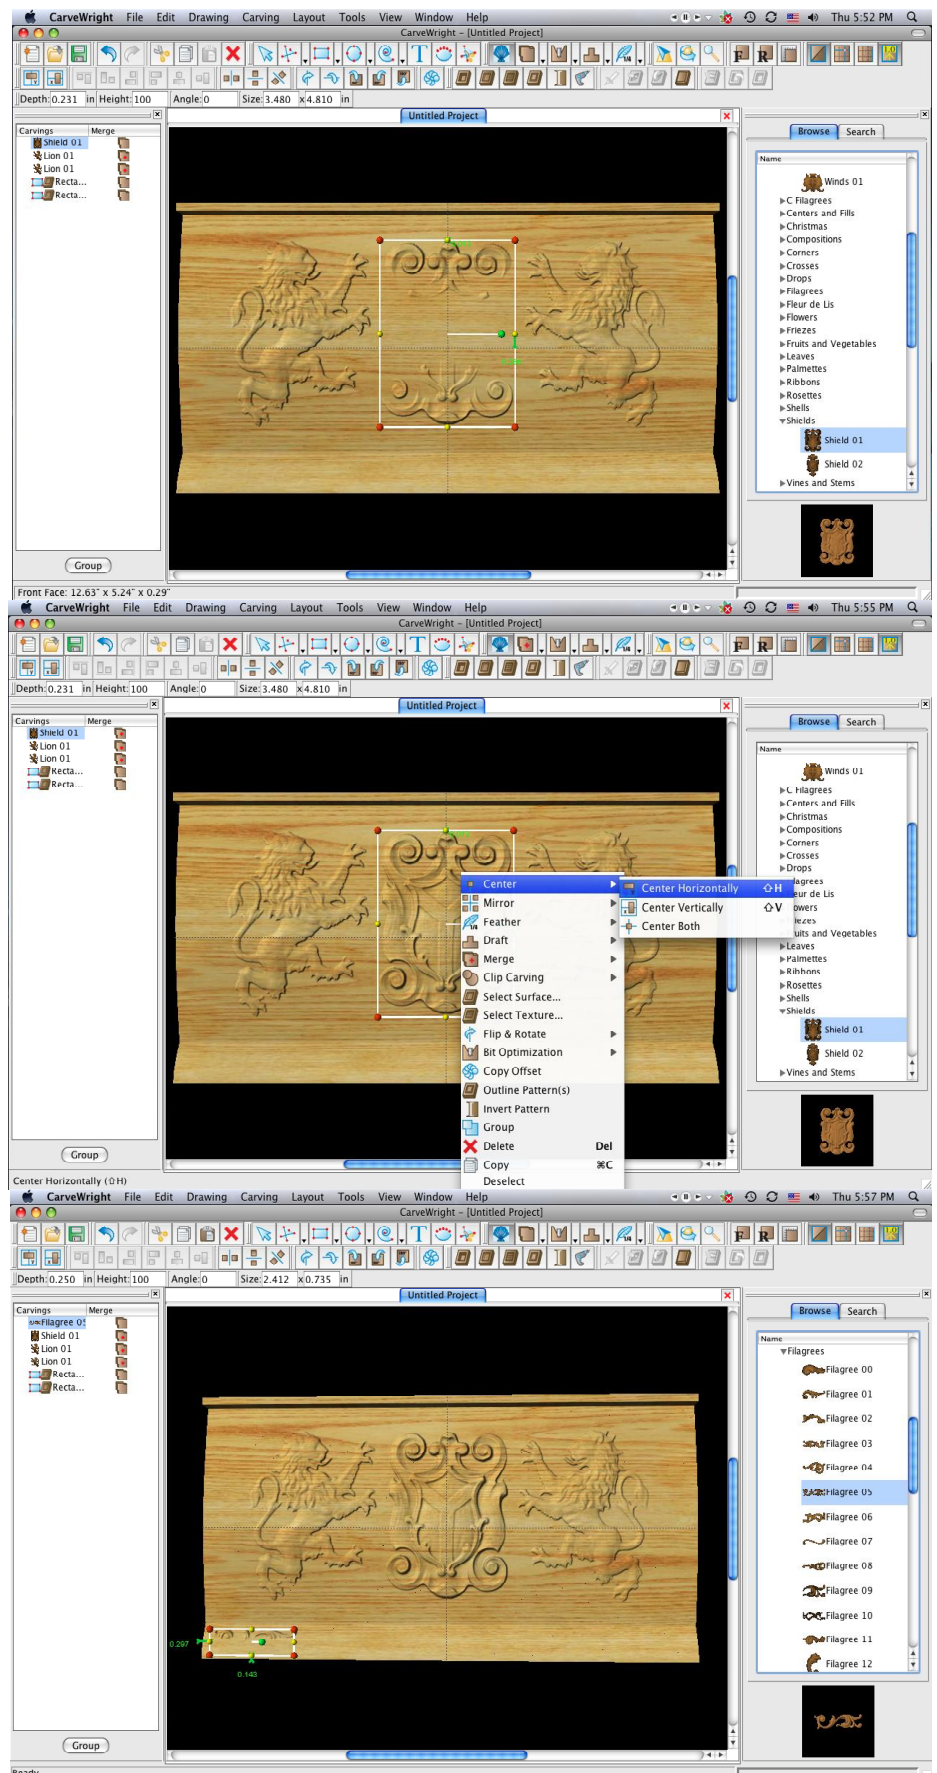 CarveWright File Edit Drawing Carving Layout Tools View Window Help Thu 5:52 PM
CarveWright - [Untitled Project]
Depth: 0.231 in Height: 100 Angle: 0 Size: 3.480 x 4.810 in
Untitled Project
Carvings Merge
Shield 01
Lion 01
Lion 01
Recta...
Recta...
Group
Browse Search
Name
Winds 01
C Filagrees
Centers and Fills
Christmas
Compositions
Corners
Crosses
Drops
Filagrees
Fleur de Lis
Flowers
Friezes
Fruits and Vegetables
Leaves
Palmettes
Ribbons
Rosettes
Shells
Shields
Shield 01
Shield 02
Vines and Stems
Front Face: 12.63" x 5.24" x 0.29"
CarveWright File Edit Drawing Carving Layout Tools View Window Help Thu 5:55 PM
CarveWright - [Untitled Project]
Depth: 0.231 in Height: 100 Angle: 0 Size: 3.480 x 4.810 in
Untitled Project
Carvings Merge
Shield 01
Lion 01
Lion 01
Recta...
Recta...
Group
Center
Mirror
Feather
Draft
Merge
Clip Carving
Select Surface...
Select Texture...
Flip & Rotate
Bit Optimization
Copy Offset
Outline Pattern(s)
Invert Pattern
Group
Delete Del
Copy ⌘C
Deselect
Center Horizontally ⇧H
Center Vertically ⇧V
Center Both
Browse Search
Name
Winds 01
C Filagrees
Centers and Fills
Christmas
Compositions
Corners
Crosses
Drops
lagrees
eur de Lis
owers
iezes
uits and Vegetables
Leaves
Palmettes
Ribbons
Rosettes
Shells
Shields
Shield 01
Shield 02
Vines and Stems
Center Horizontally (⇧H)
CarveWright File Edit Drawing Carving Layout Tools View Window Help Thu 5:57 PM
CarveWright - [Untitled Project]
Depth: 0.250 in Height: 100 Angle: 0 Size: 2.412 x 0.735 in
Untitled Project
Carvings Merge
Filagree 05
Shield 01
Lion 01
Lion 01
Recta...
Recta...
Group
0.297
0.143
Browse Search
Name
Filagrees
Filagree 00
Filagree 01
Filagree 02
Filagree 03
Filagree 04
Filagree 05
Filagree 06
Filagree 07
Filagree 08
Filagree 09
Filagree 10
Filagree 11
Filagree 12
Ready